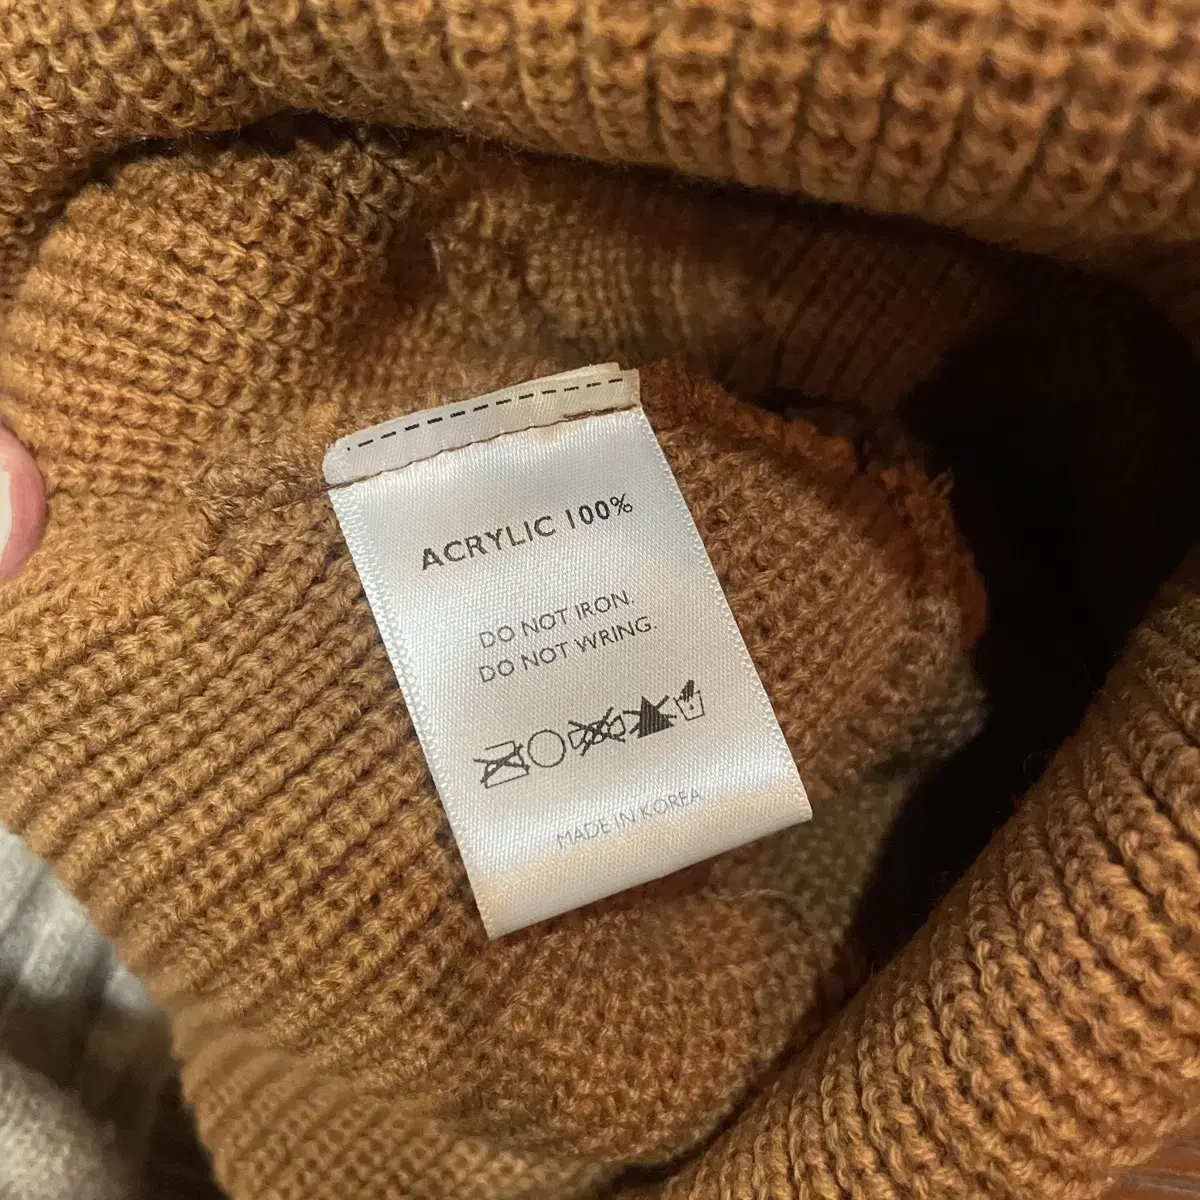 ACRYLIC 100%
DO NOT IRON.
DO NOT WRING.
MADE IN KOREA